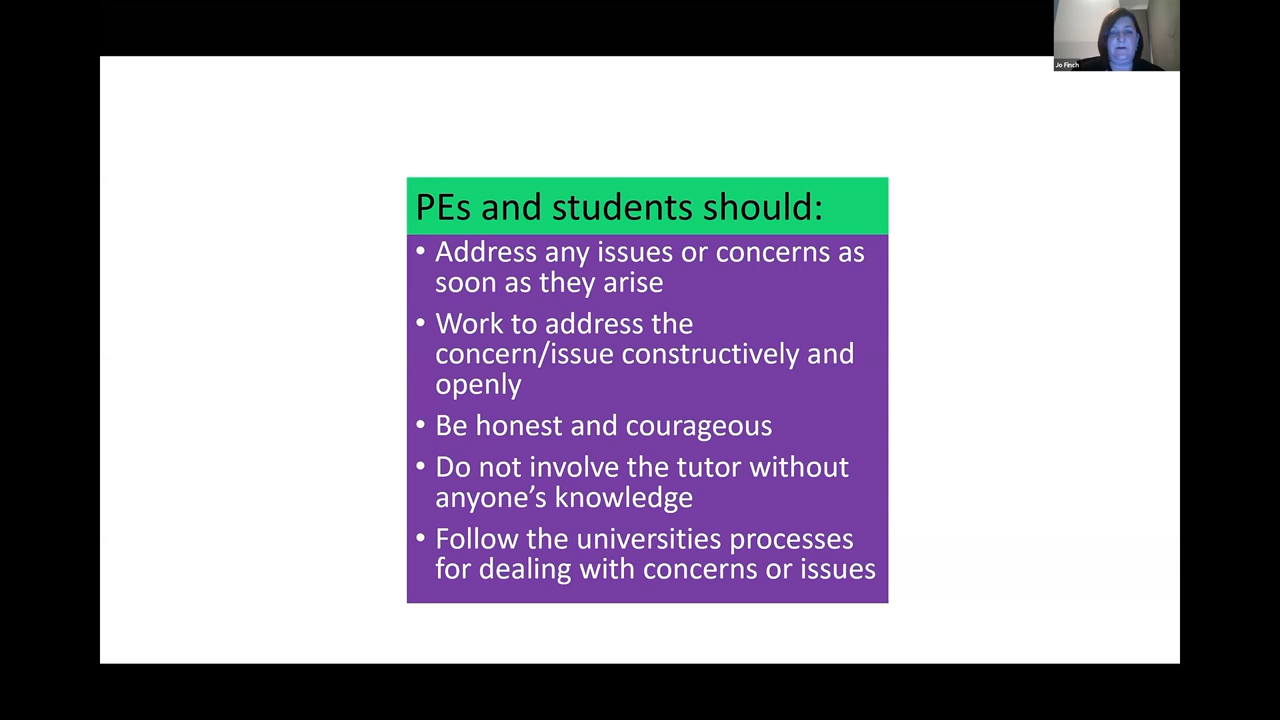 Jo Finch
PEs and students should:
• Address any issues or concerns as
soon as they arise
• Work to address the
concern/issue constructively and
openly
• Be honest and courageous
• Do not involve the tutor without
anyone’s knowledge
• Follow the universities processes
for dealing with concerns or issues